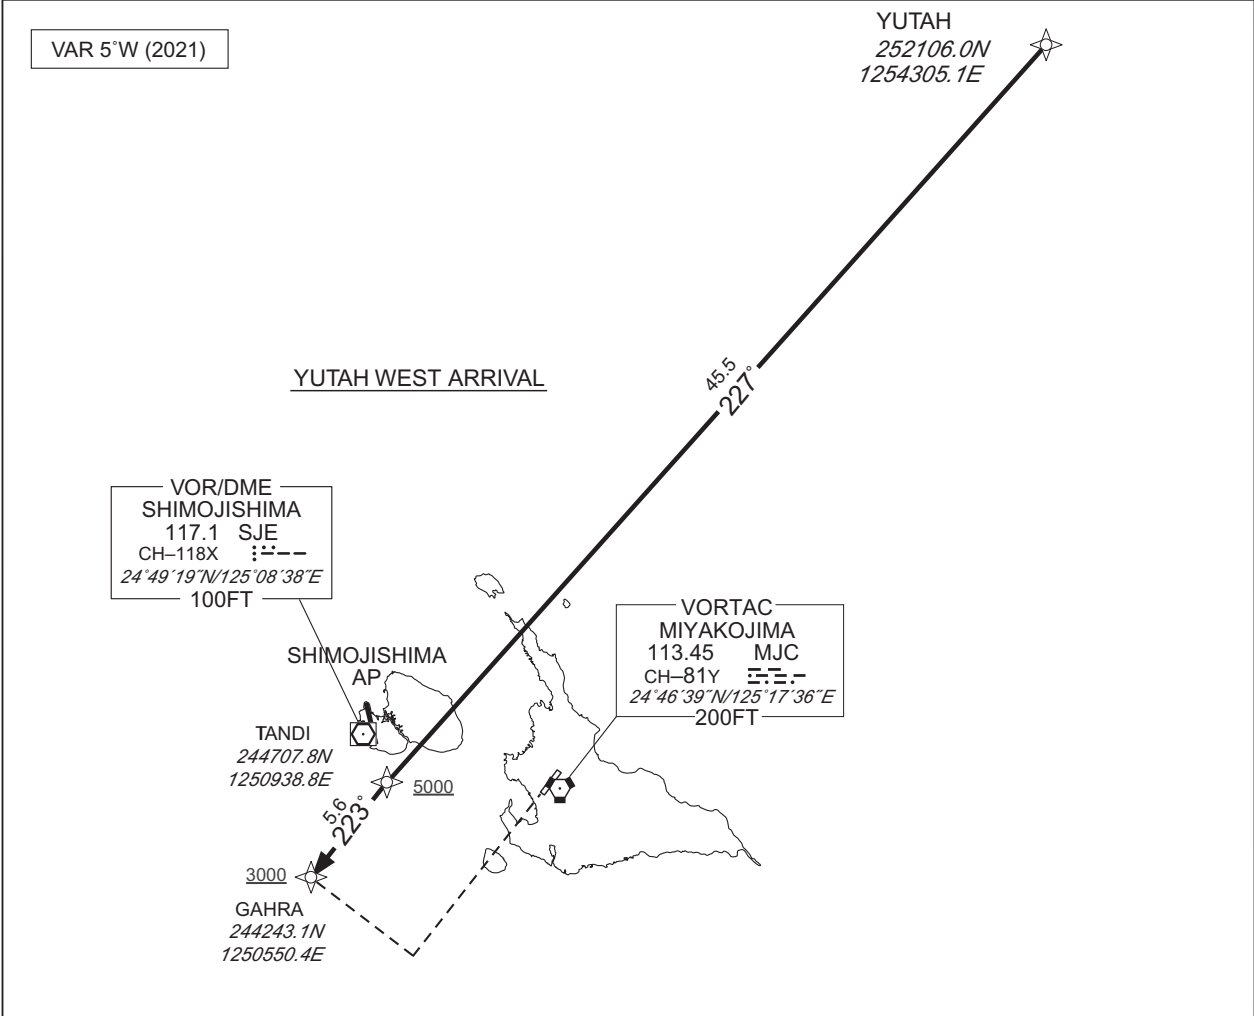 VAR 5°W (2021)
YUTAH
252106.0N
1254305.1E
45.5
227°
YUTAH WEST ARRIVAL
VOR/DME
SHIMOJISHIMA
117.1 SJE
CH–118X
24°49´19˝N/125°08´38˝E
100FT
VORTAC
MIYAKOJIMA
113.45 MJC
CH–81Y
24°46´39˝N/125°17´36˝E
200FT
SHIMOJISHIMA
AP
TANDI
244707.8N
1250938.8E
5000
5.6
223°
3000
GAHRA
244243.1N
1250550.4E